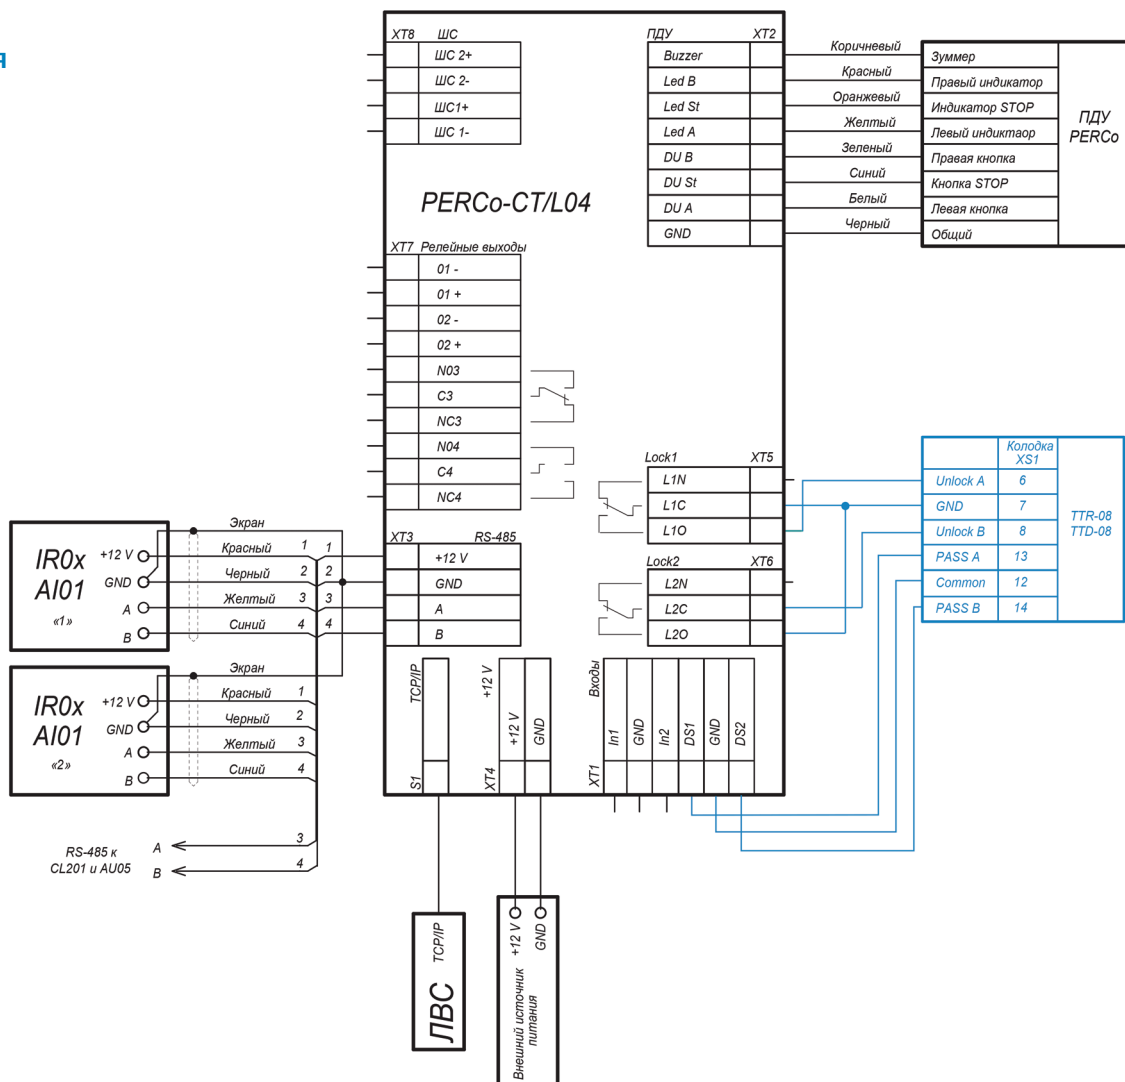 я
XT8 ШС
ШС 2+
ШС 2-
ШС1+
ШС 1-
ПДУ XT2
Buzzer
Led B
Led St
Led A
DU B
DU St
DU A
GND
Коричневый
Красный
Оранжевый
Желтый
Зеленый
Синий
Белый
Черный
Зуммер
Правый индикатор
Индикатор STOP
Левый индиктаор
Правая кнопка
Кнопка STOP
Левая кнопка
Общий
ПДУ
PERCo
PERCo-CT/L04
XT7 Релейные выходы
01 -
01 +
02 -
02 +
N03
C3
NC3
N04
C4
NC4
Lock1 XT5
L1N
L1C
L1O
Lock2 XT6
L2N
L2C
L2O
Колодка
XS1
Unlock A 6
GND 7
Unlock B 8
PASS A 13
Common 12
PASS B 14
TTR-08
TTD-08
XT3 RS-485
+12 V
GND
A
B
IR0x
AI01
«1»
+12 V
GND
A
B
Экран
Красный 1 1
Черный 2 2
Желтый 3 3
Синий 4 4
IR0x
AI01
«2»
+12 V
GND
A
B
Экран
Красный 1
Черный 2
Желтый 3
Синий 4
RS-485 к
CL201 и AU05
A 3
B 4
TCP/IP
S1
+12 V
+12 V
GND
XT4
Входы
In1
GND
In2
DS1
GND
DS2
XT1
ЛВС
TCP/IP
+12 V
GND
Внешний источник
питания